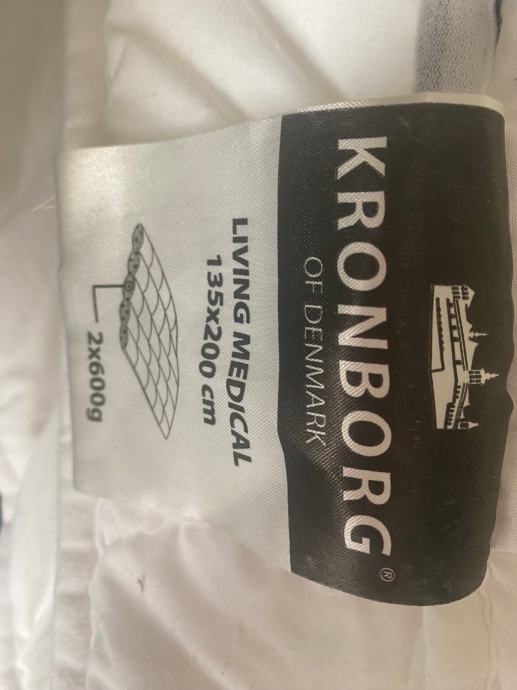 KRONBORG®
OF DENMARK
LIVING MEDICAL
135x200 cm
2x600g